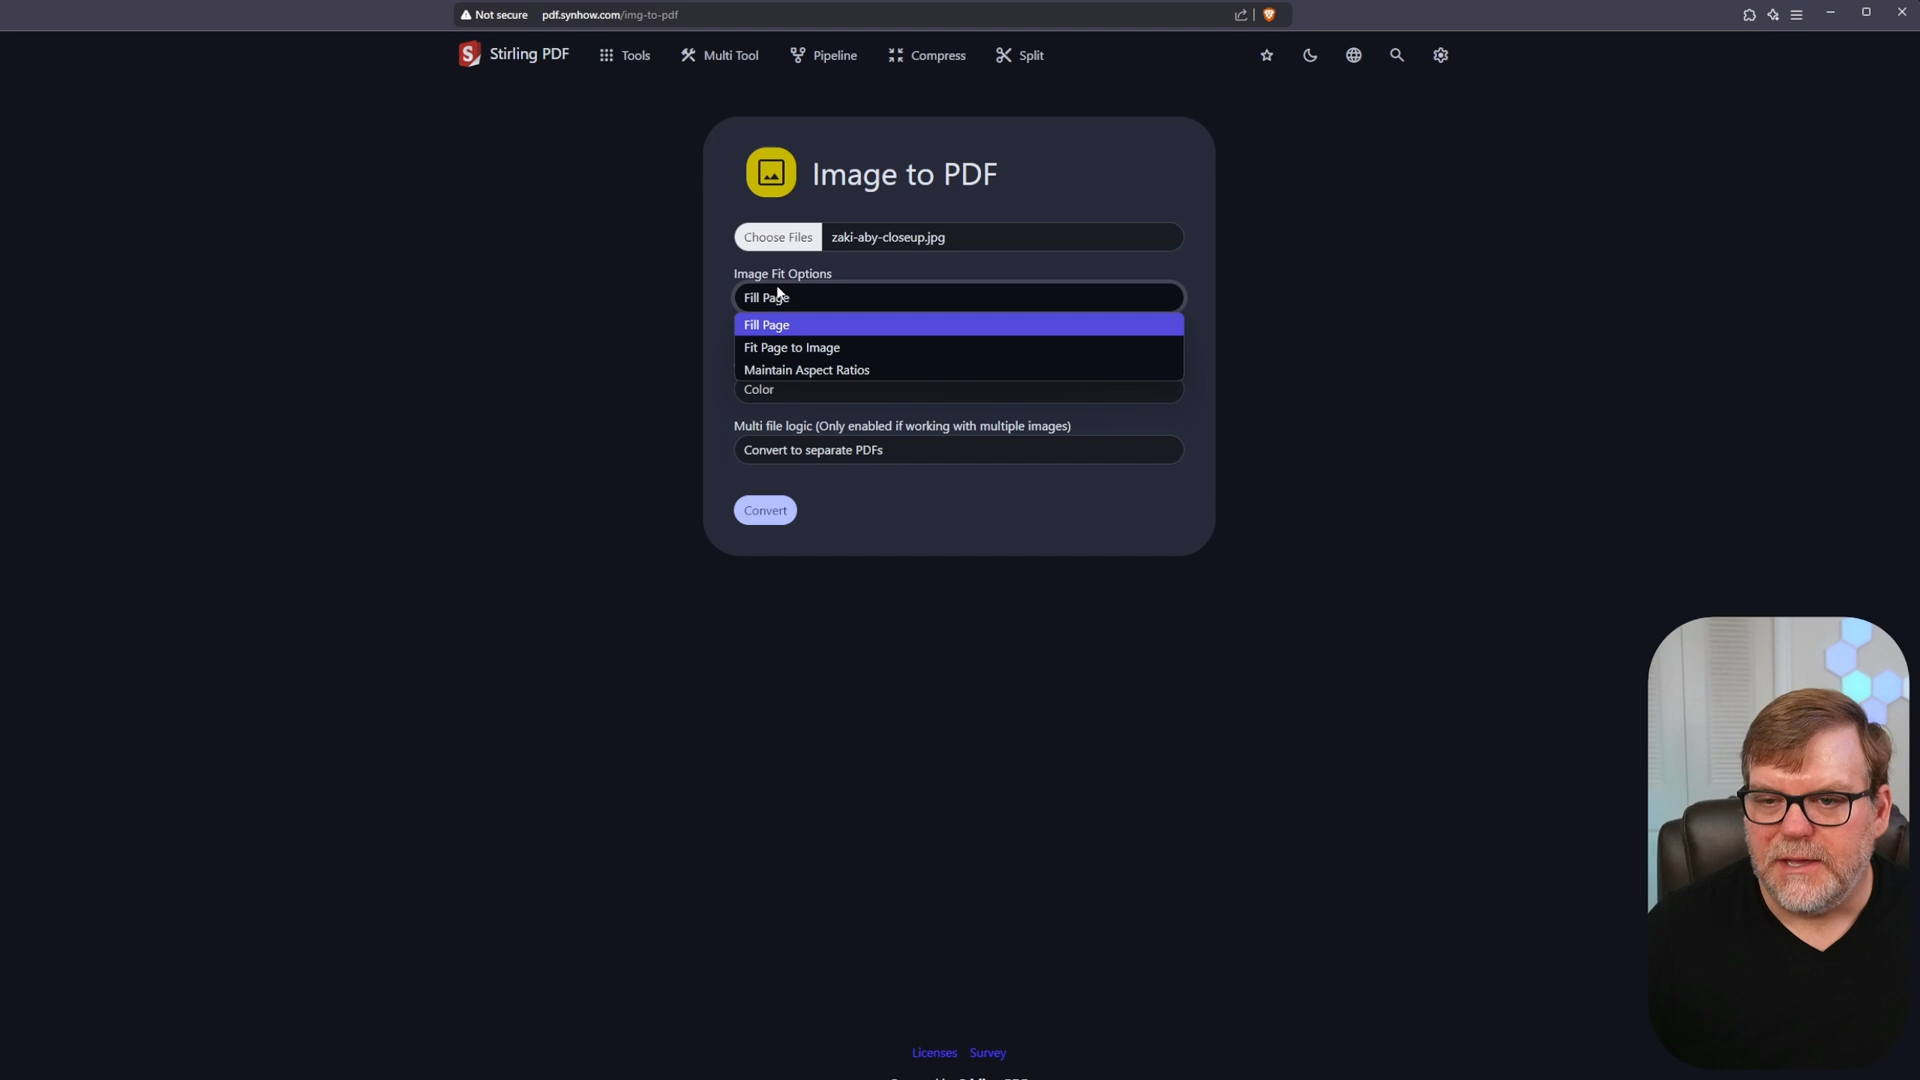 Not secure pdf.synhow.com/img-to-pdf
Stirling PDF Tools Multi Tool Pipeline Compress Split
Image to PDF
Choose Files zaki-aby-closeup.jpg
Image Fit Options
Fill Page
Fill Page
Fit Page to Image
Maintain Aspect Ratios
Color
Multi file logic (Only enabled if working with multiple images)
Convert to separate PDFs
Convert
Licenses Survey